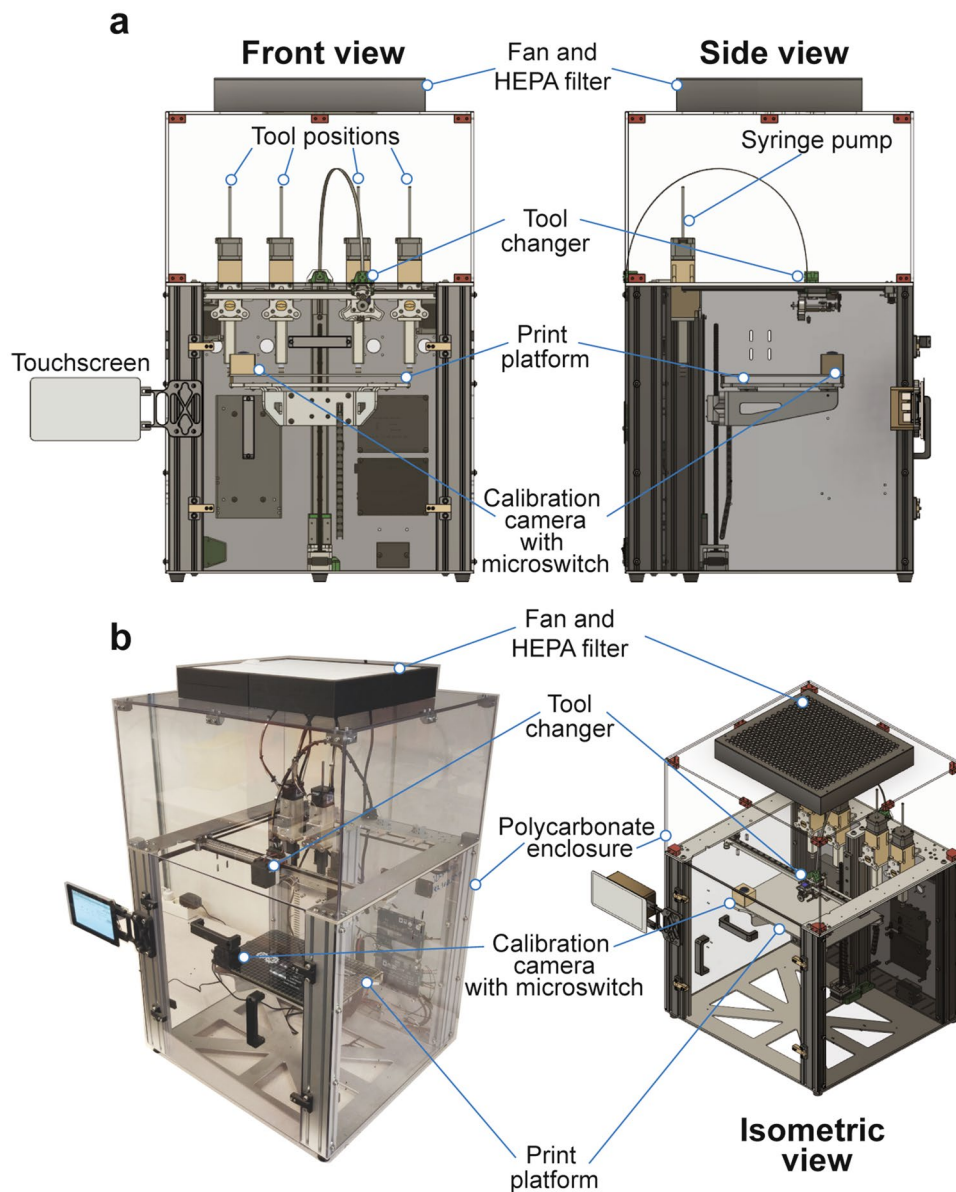 a
Front view
Side view
Fan and
HEPA filter
Tool positions
Syringe pump
Tool
changer
Print
platform
Touchscreen
Calibration
camera
with
microswitch
b
Fan and
HEPA filter
Tool
changer
Polycarbonate
enclosure
Calibration
camera
with microswitch
Print
platform
Isometric
view